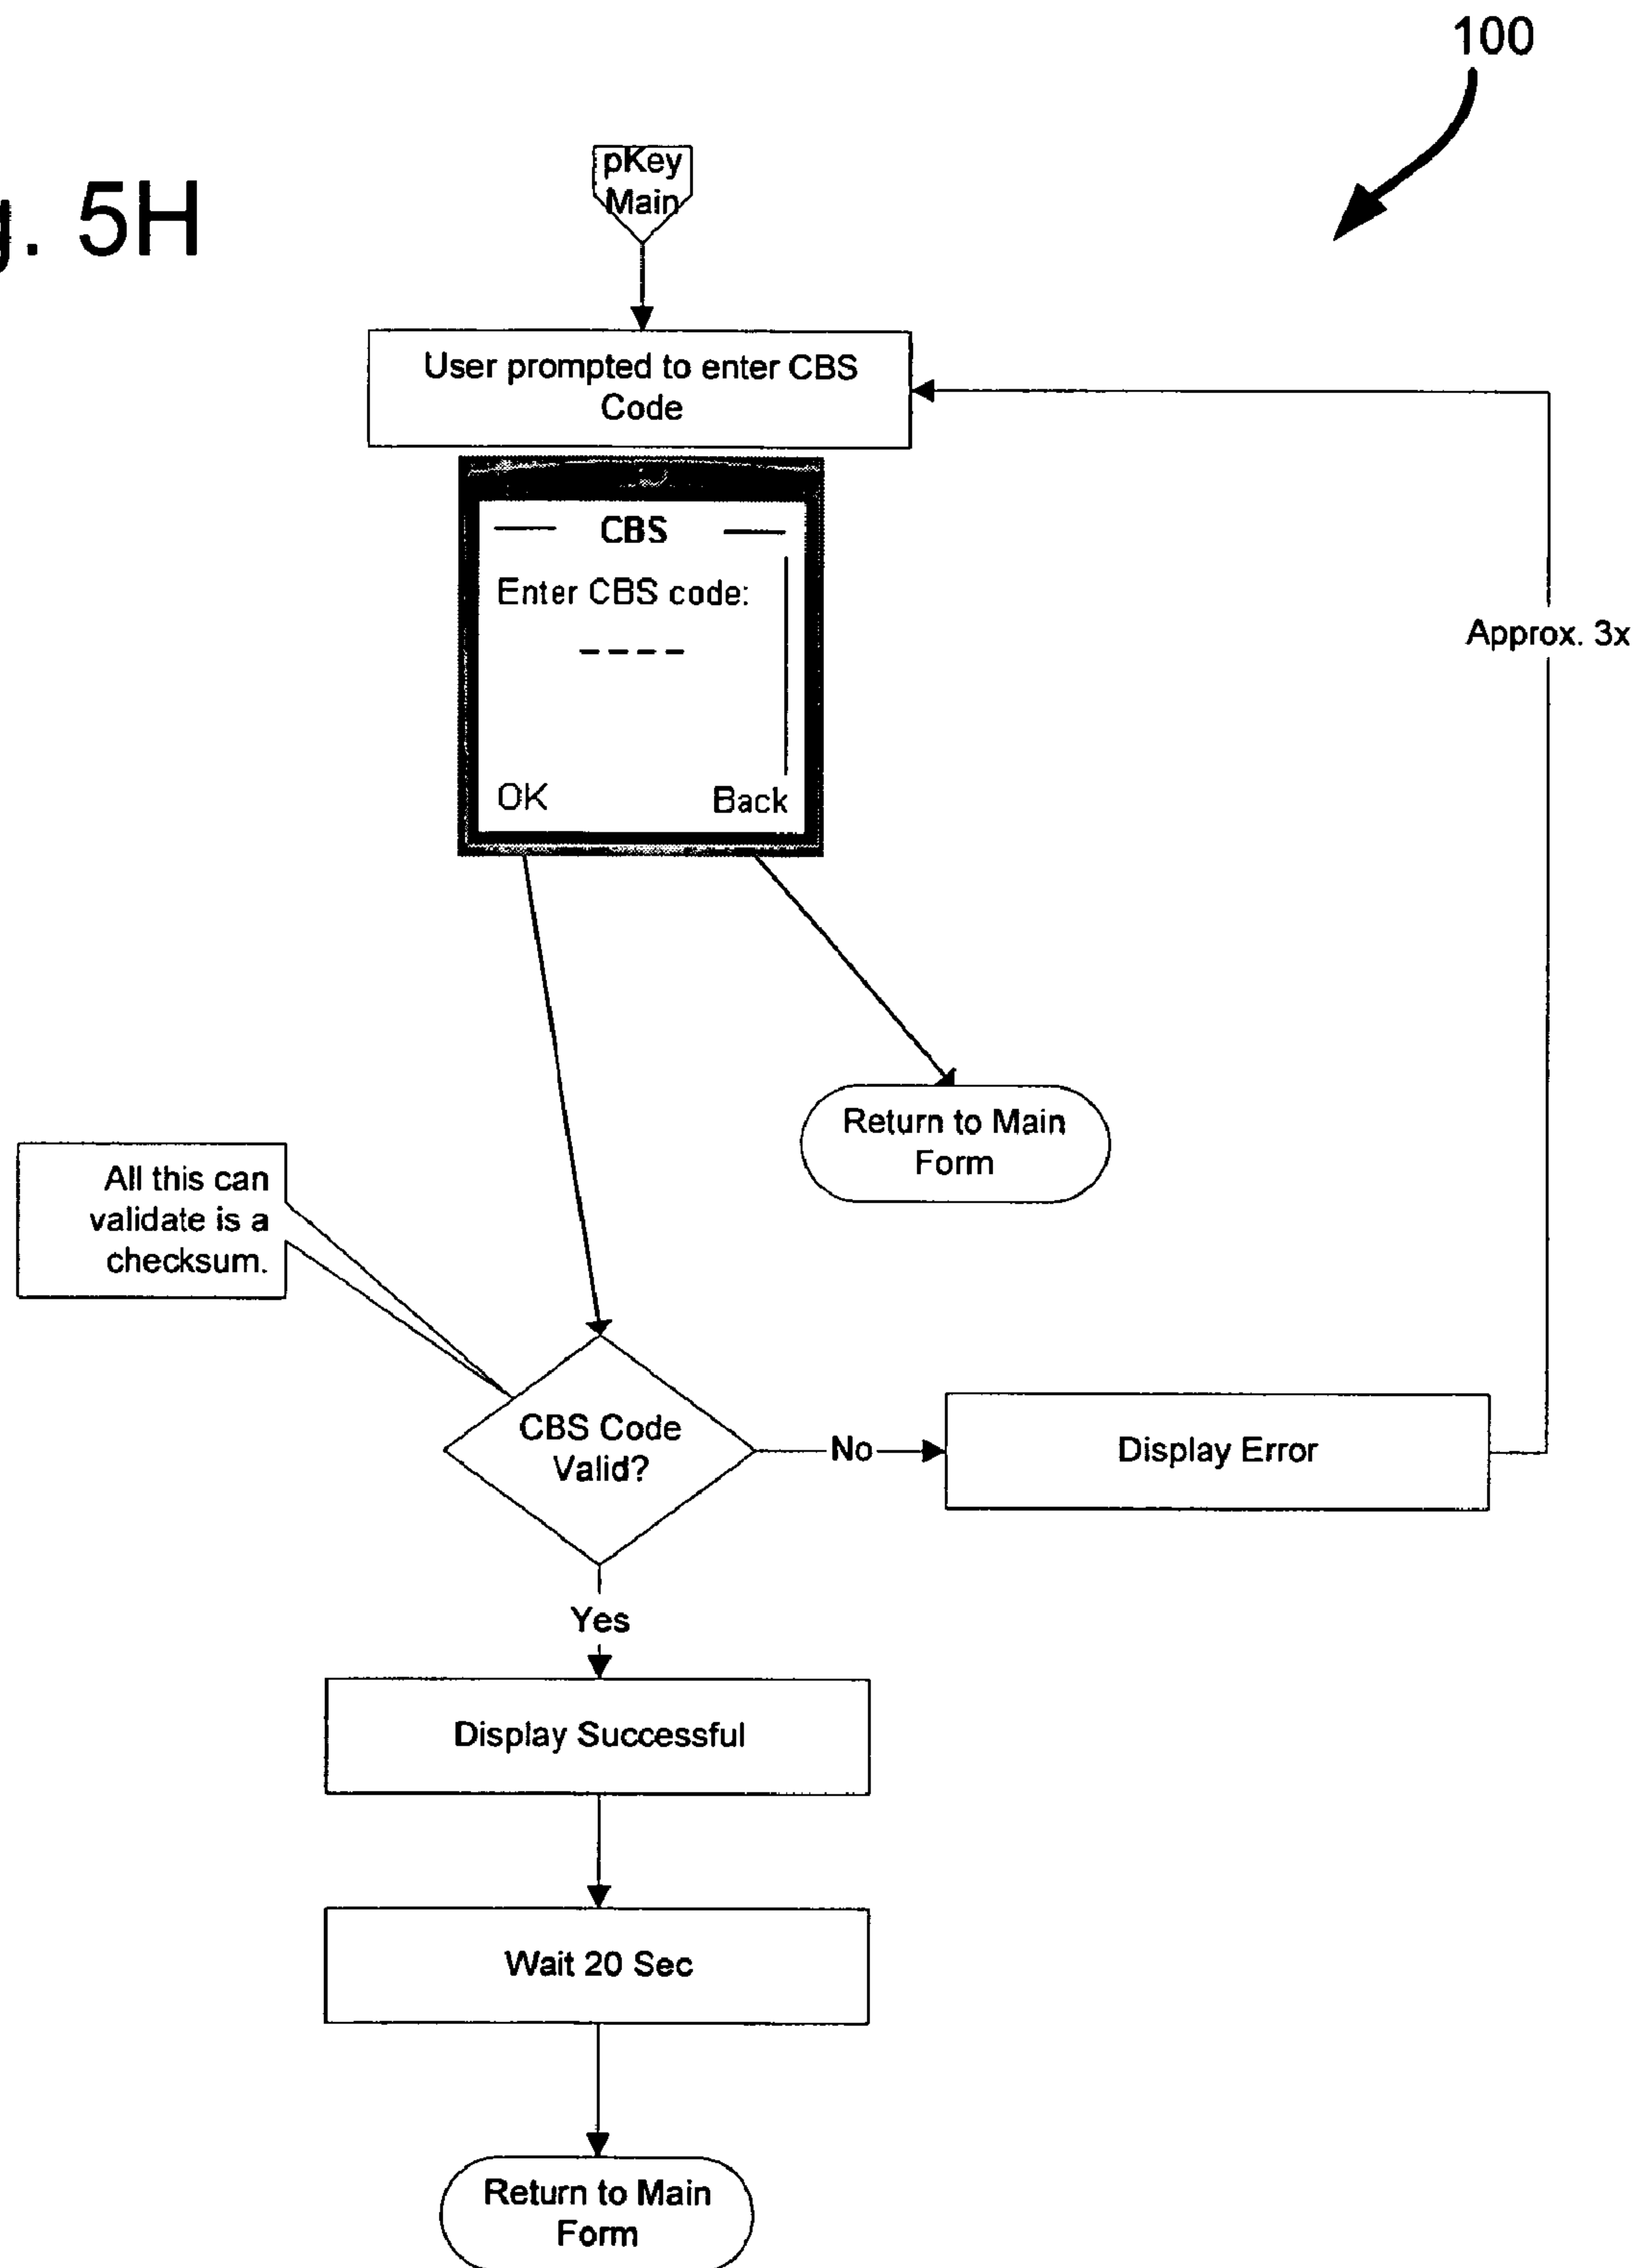 100
g. 5H
pKey
Main
User prompted to enter CBS
Code
CBS
Enter CBS code:
----
OK Back
Approx. 3x
Return to Main
Form
All this can
validate is a
checksum.
CBS Code
Valid?
No
Display Error
Yes
Display Successful
Wait 20 Sec
Return to Main
Form